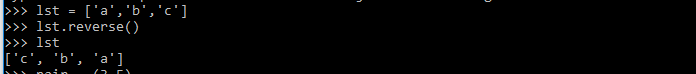 >>> lst = ['a','b','c']
>>> lst.reverse()
>>> lst
['c', 'b', 'a']